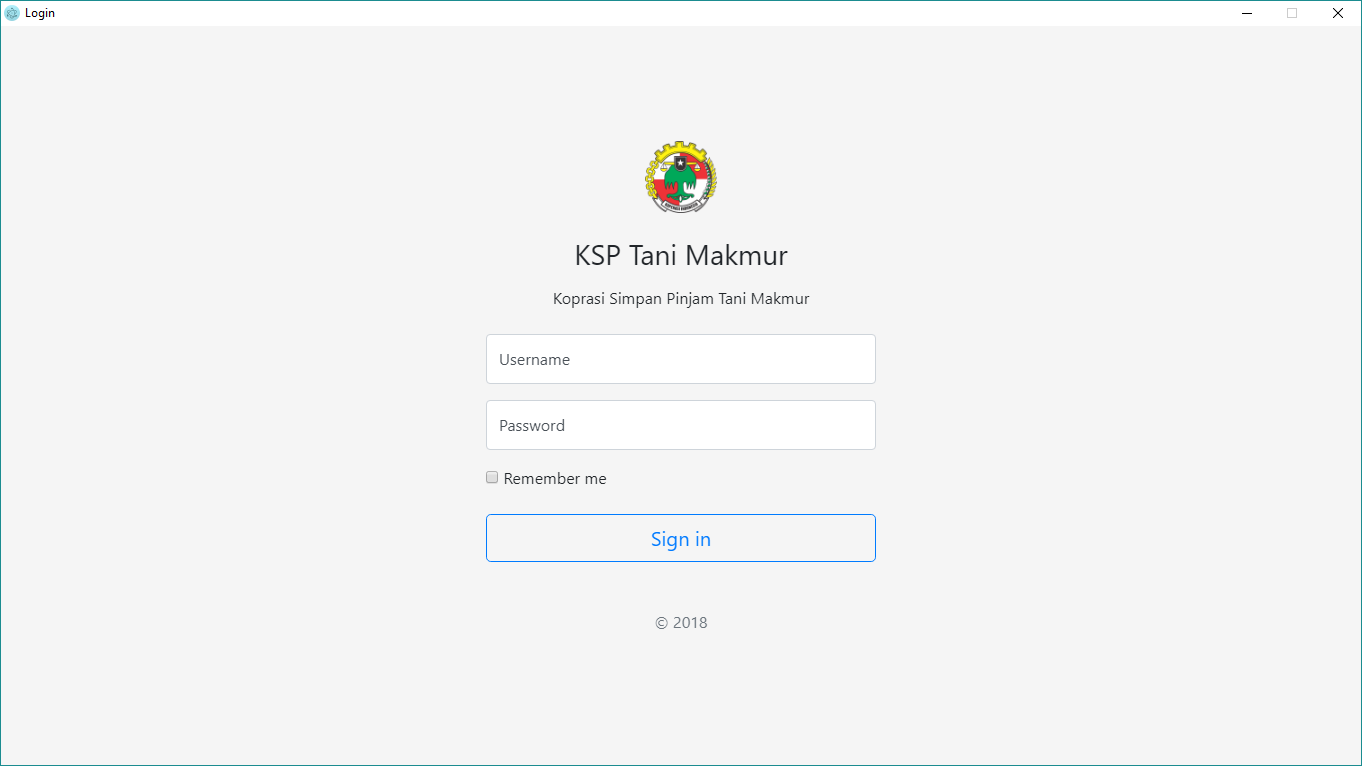 Login
KSP Tani Makmur
Koprasi Simpan Pinjam Tani Makmur
Username
Password
Remember me
Sign in
© 2018